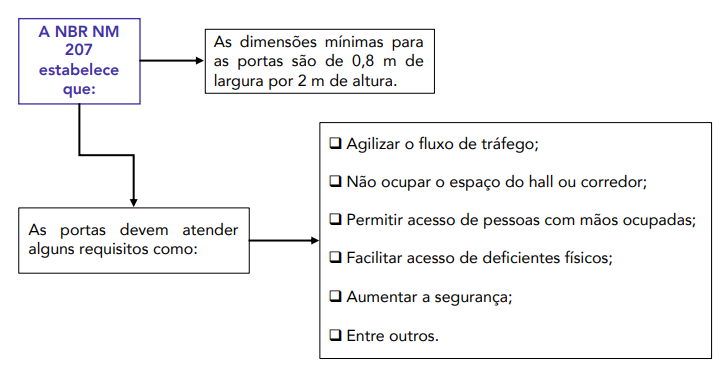 A NBR NM
207
estabelece
que:
As dimensões mínimas para
as portas são de 0,8 m de
largura por 2 m de altura.
As portas devem atender
alguns requisitos como:
❑ Agilizar o fluxo de tráfego;
❑ Não ocupar o espaço do hall ou corredor;
❑ Permitir acesso de pessoas com mãos ocupadas;
❑ Facilitar acesso de deficientes físicos;
❑ Aumentar a segurança;
❑ Entre outros.